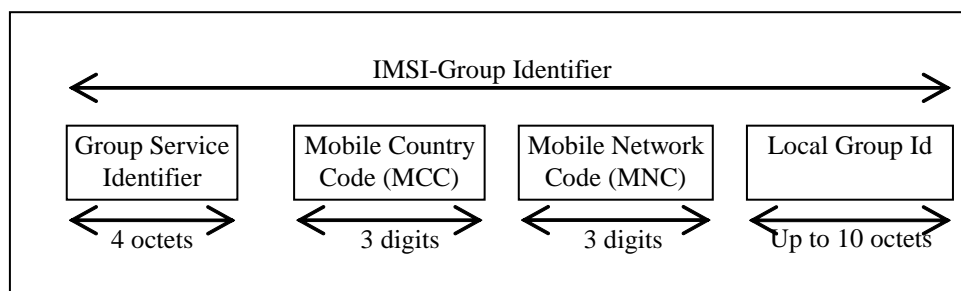 IMSI-Group Identifier
Group Service
Identifier
Mobile Country
Code (MCC)
Mobile Network
Code (MNC)
Local Group Id
4 octets
3 digits
3 digits
Up to 10 octets